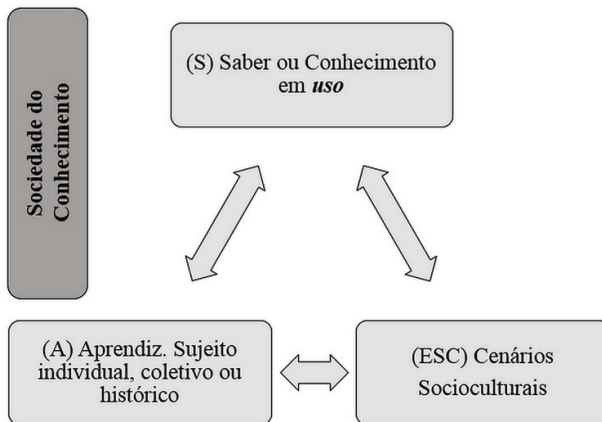 Sociedade do
Conhecimento
(S) Saber ou Conhecimento
em uso
(A) Aprendiz. Sujeito
individual, coletivo ou
histórico
(ESC) Cenários
Socioculturais